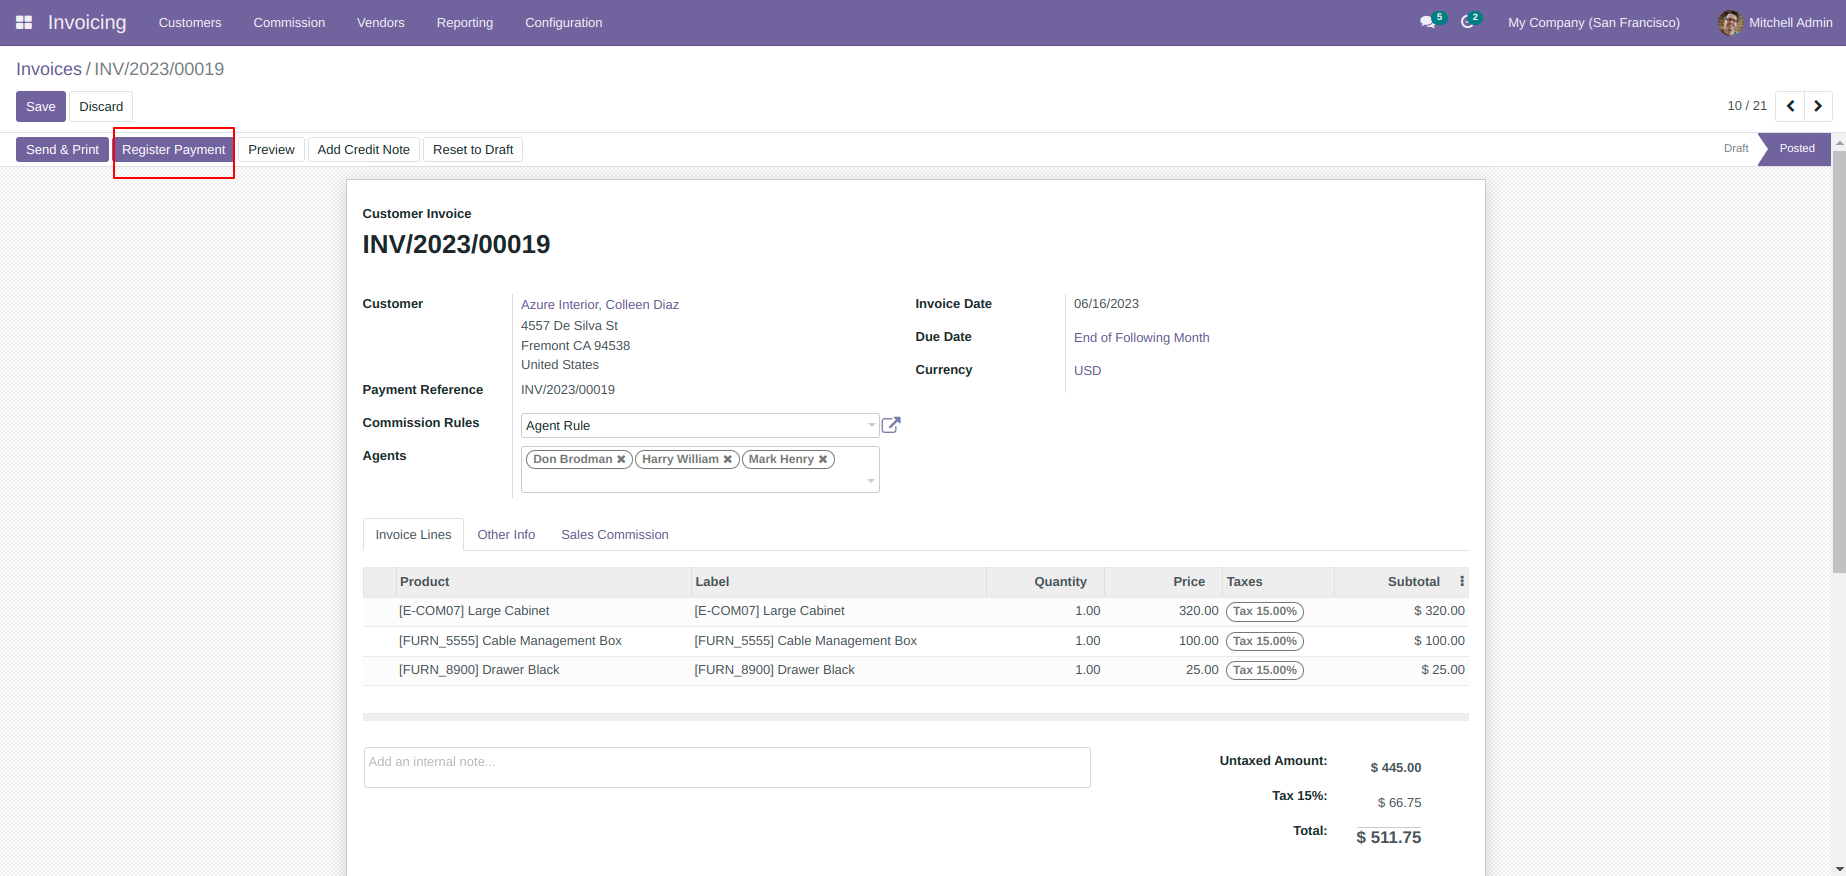 Invoicing Customers Commission Vendors Reporting Configuration 5 2 My Company (San Francisco) Mitchell Admin
Invoices / INV/2023/00019
Save Discard 10 / 21
Send & Print Register Payment Preview Add Credit Note Reset to Draft Draft Posted
Customer Invoice
INV/2023/00019
Customer Azure Interior, Colleen Diaz Invoice Date 06/16/2023
4557 De Silva St
Due Date End of Following Month
Fremont CA 94538
United States
Currency USD
Payment Reference INV/2023/00019
Commission Rules Agent Rule
Agents Don Brodman ✖ Harry William ✖ Mark Henry ✖
Invoice Lines Other Info Sales Commission
Product Label Quantity Price Taxes Subtotal
[E-COM07] Large Cabinet [E-COM07] Large Cabinet 1.00 320.00 Tax 15.00% $ 320.00
[FURN_5555] Cable Management Box [FURN_5555] Cable Management Box 1.00 100.00 Tax 15.00% $ 100.00
[FURN_8900] Drawer Black [FURN_8900] Drawer Black 1.00 25.00 Tax 15.00% $ 25.00
Add an internal note...
Untaxed Amount: $ 445.00
Tax 15%: $ 66.75
Total: $ 511.75